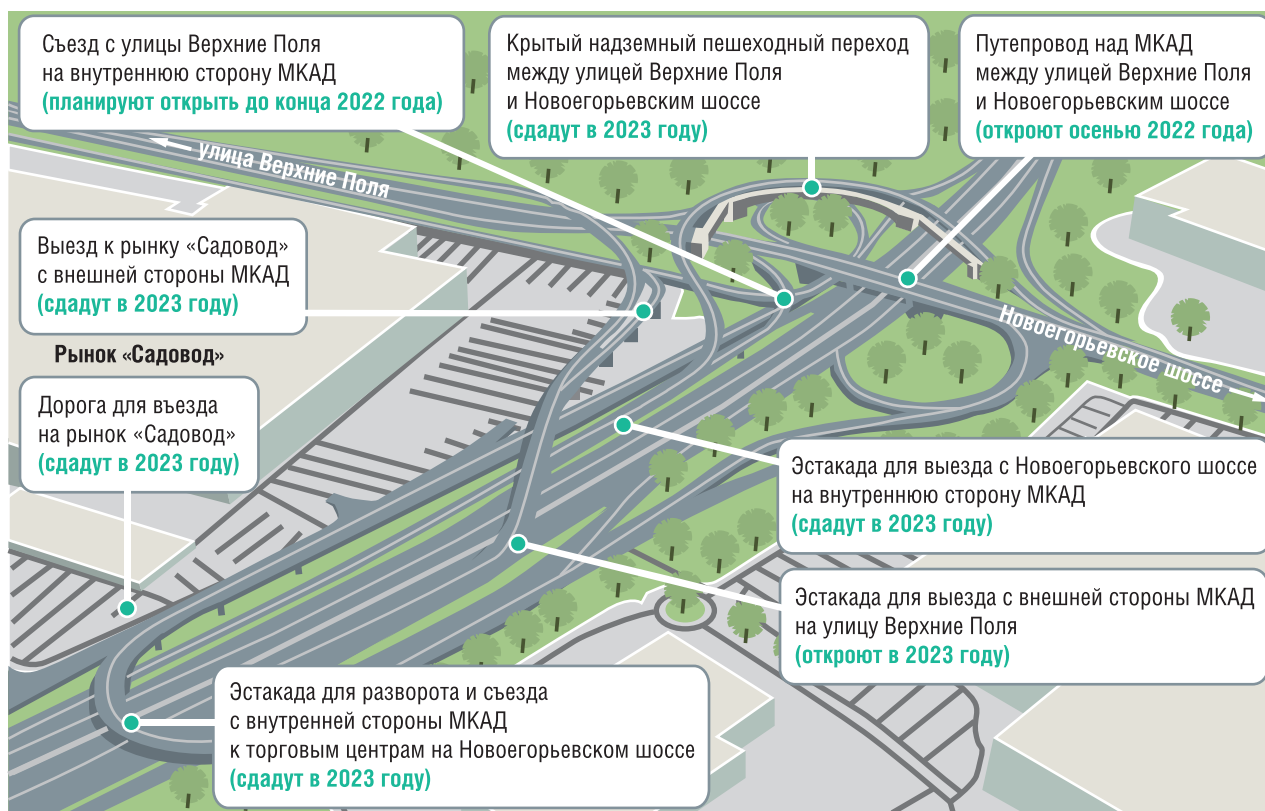 Съезд с улицы Верхние Поля
на внутреннюю сторону МКАД
(планируют открыть до конца 2022 года)
Крытый надземный пешеходный переход
между улицей Верхние Поля
и Новоегорьевским шоссе
(сдадут в 2023 году)
Путепровод над МКАД
между улицей Верхние Поля
и Новоегорьевским шоссе
(откроют осенью 2022 года)
улица Верхние Поля
Выезд к рынку «Садовод»
с внешней стороны МКАД
(сдадут в 2023 году)
Новоегорьевское шоссе
Рынок «Садовод»
Дорога для въезда
на рынок «Садовод»
(сдадут в 2023 году)
Эстакада для выезда с Новоегорьевского шоссе
на внутреннюю сторону МКАД
(сдадут в 2023 году)
Эстакада для выезда с внешней стороны МКАД
на улицу Верхние Поля
(откроют в 2023 году)
Эстакада для разворота и съезда
с внутренней стороны МКАД
к торговым центрам на Новоегорьевском шоссе
(сдадут в 2023 году)